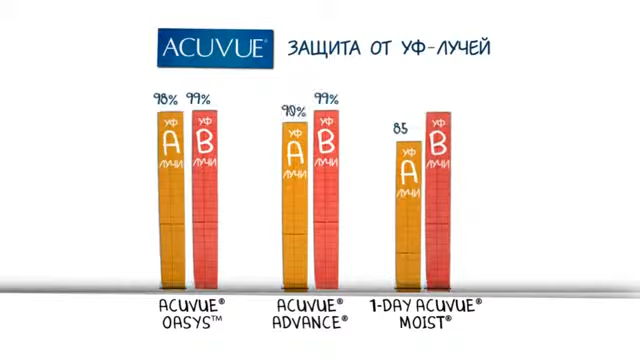 ACUVUE® ЗАЩИТА ОТ УФ-ЛУЧЕЙ
98% 99% 90% 99% 85
УФ А ЛУЧИ УФ В ЛУЧИ УФ А ЛУЧИ УФ В ЛУЧИ УФ А ЛУЧИ УФ В ЛУЧИ
ACUVUE® OASYS™
ACUVUE® ADVANCE®
1-DAY ACUVUE® MOIST®